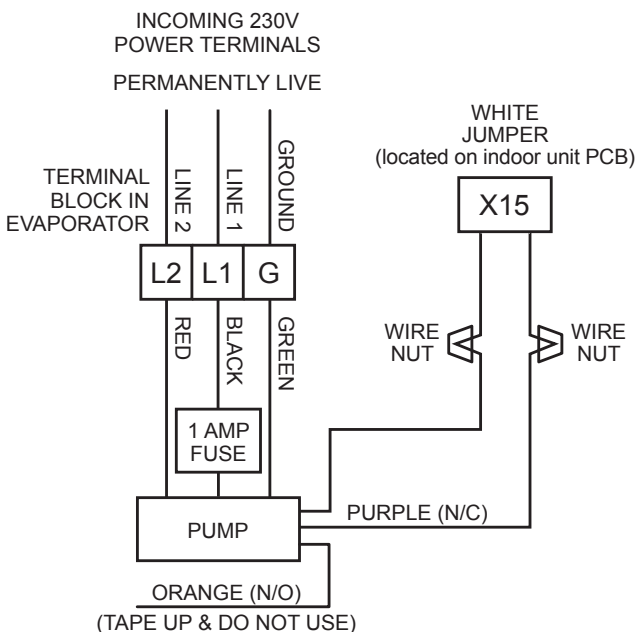 INCOMING 230V
POWER TERMINALS
PERMANENTLY LIVE
TERMINAL
BLOCK IN
EVAPORATOR
LINE 2
LINE 1
GROUND
L2
L1
G
RED
BLACK
GREEN
1 AMP
FUSE
PUMP
WHITE
JUMPER
(located on indoor unit PCB)
X15
WIRE
NUT
WIRE
NUT
PURPLE (N/C)
ORANGE (N/O)
(TAPE UP & DO NOT USE)